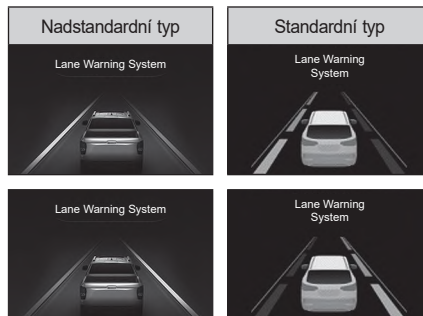 Nadstandardní typ
Standardní typ
Lane Warning System
Lane Warning
System
Lane Warning System
Lane Warning
System